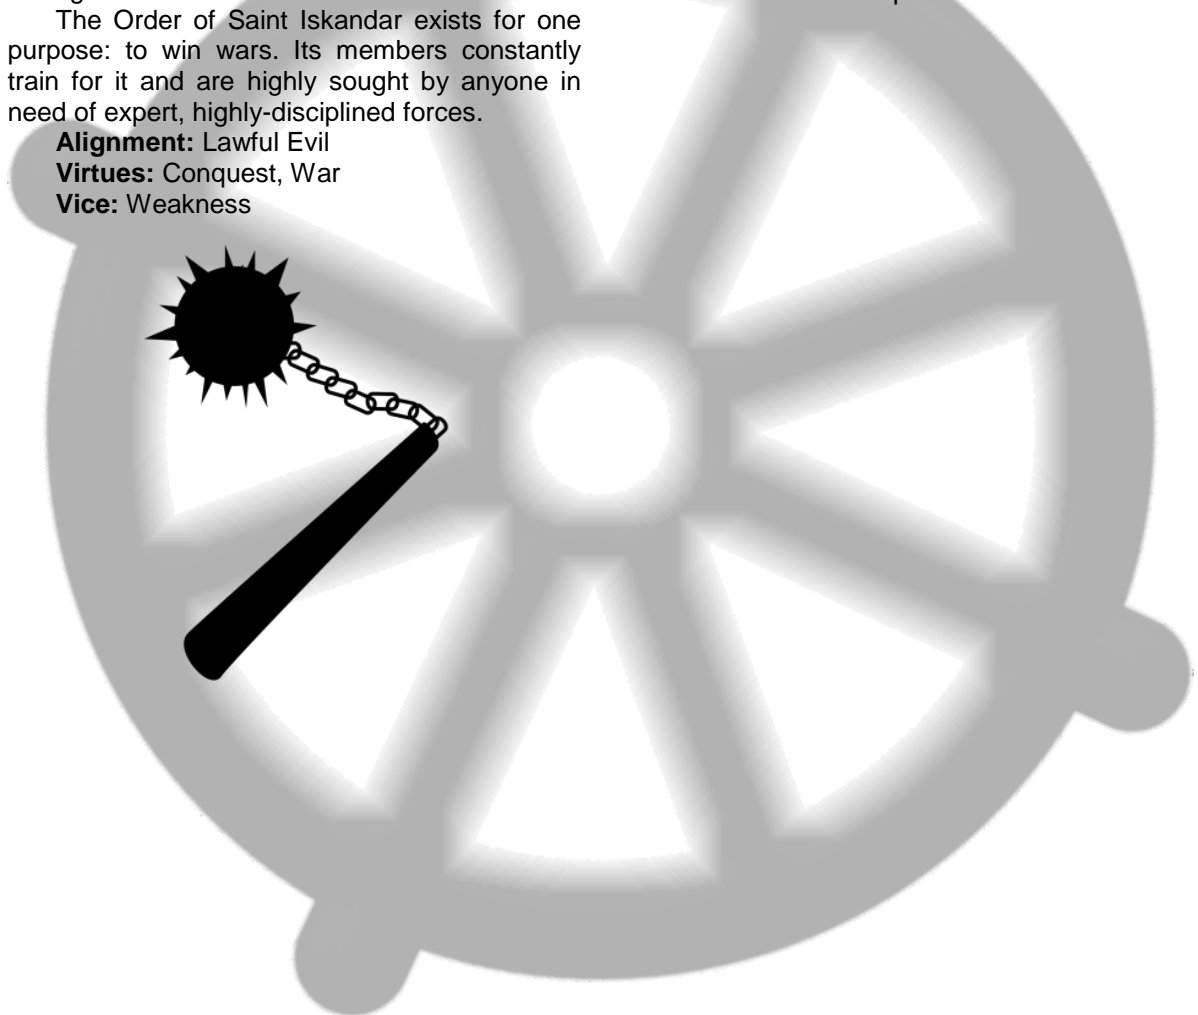 The Order of Saint Iskandar exists for one
purpose: to win wars. Its members constantly
train for it and are highly sought by anyone in
need of expert, highly-disciplined forces.
Alignment: Lawful Evil
Virtues: Conquest, War
Vice: Weakness